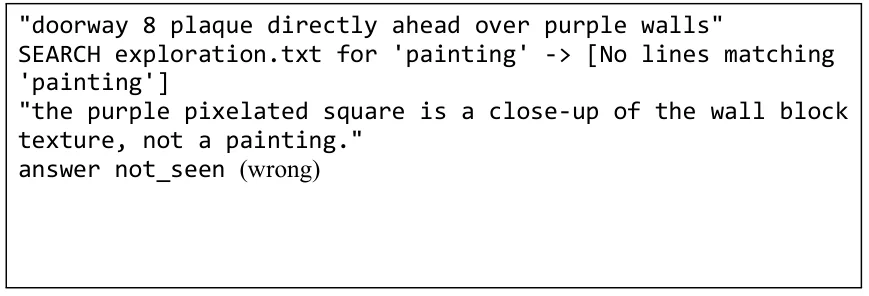 "doorway 8 plaque directly ahead over purple walls"
SEARCH exploration.txt for 'painting' -> [No lines matching
'painting']
"the purple pixelated square is a close-up of the wall block
texture, not a painting."
answer not_seen (wrong)